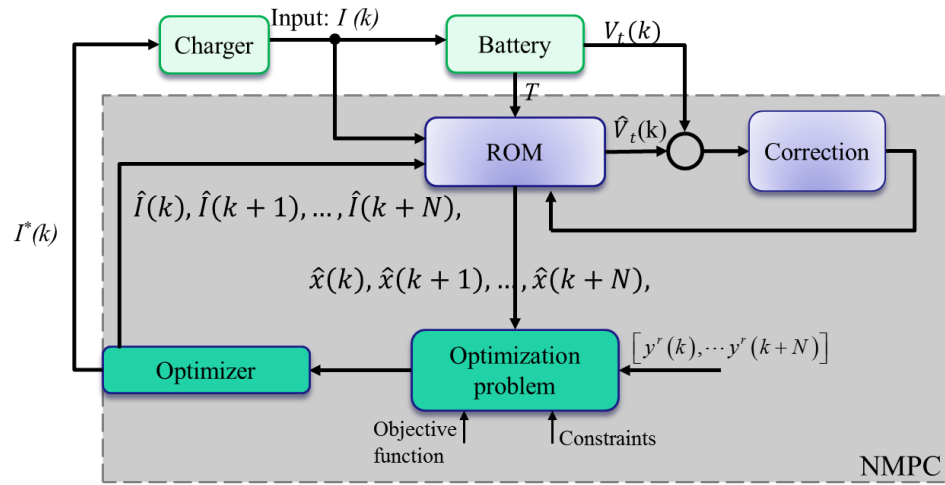 Input: I (k)
Charger
Battery
V_t(k)
T
ROM
V̂_t(k)
Correction
Î(k), Î(k + 1), …, Î(k + N),
I*(k)
x̂(k), x̂(k + 1), …, x̂(k + N),
[y^r(k), ⋯ y^r(k + N)]
Optimizer
Optimization
problem
Objective
function
Constraints
NMPC